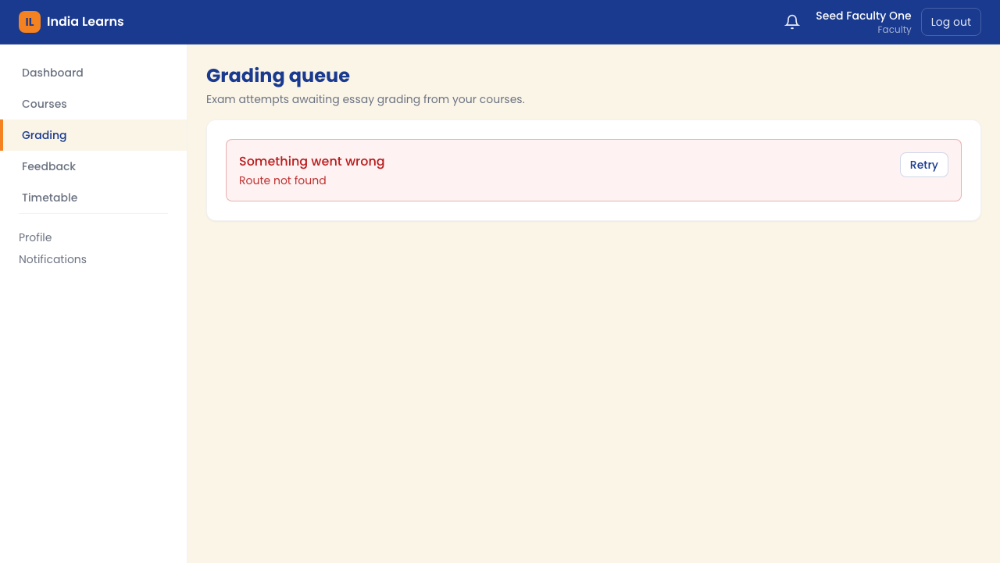 IL India Learns
Seed Faculty One
Faculty
Log out
Dashboard
Courses
Grading
Feedback
Timetable
Profile
Notifications
Grading queue
Exam attempts awaiting essay grading from your courses.
Something went wrong
Route not found
Retry